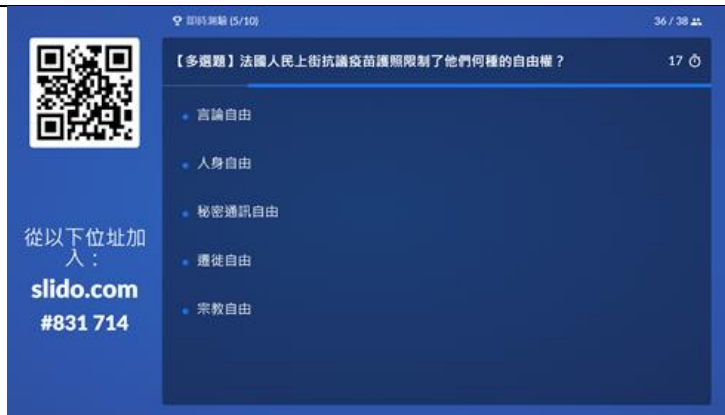 即時測驗 (5/10)
36 / 38
【多選題】法國人民上街抗議疫苗護照限制了他們何種的自由權？
17
言論自由
人身自由
秘密通訊自由
遷徙自由
宗教自由
從以下位址加
入：
slido.com
#831 714